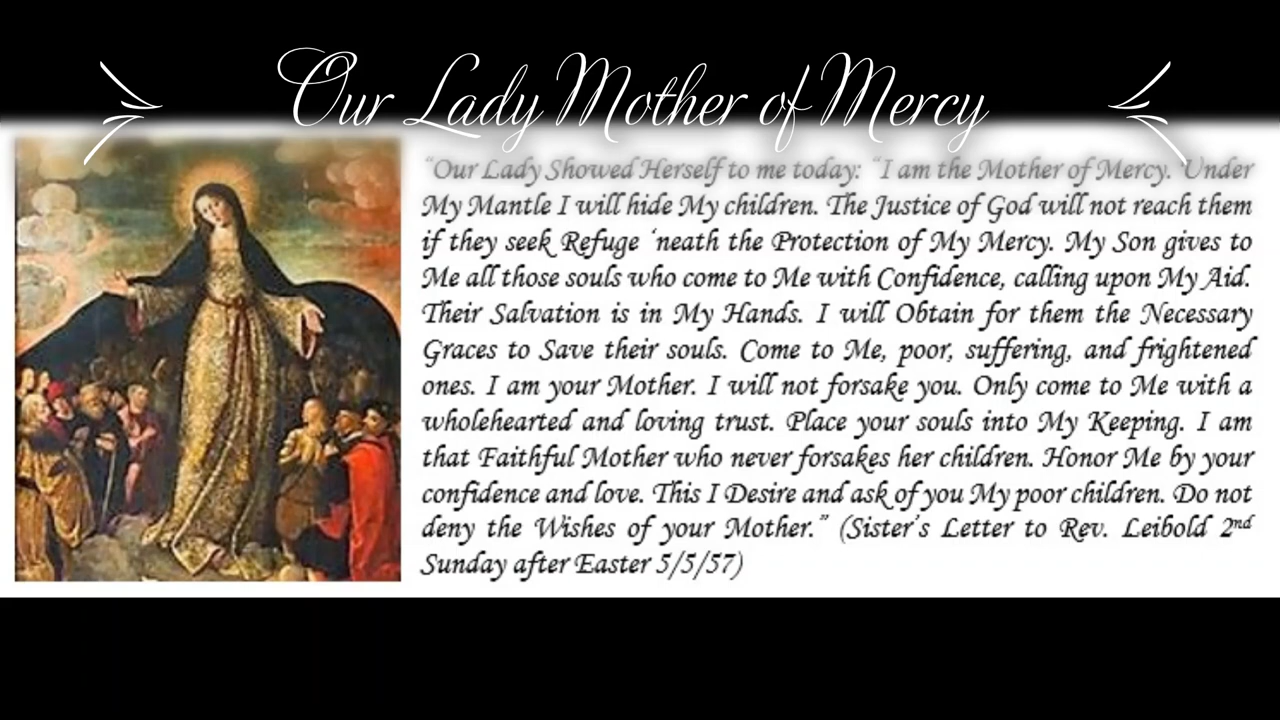 Our Lady Mother of Mercy
“Our Lady Showed Herself to me today: “I am the Mother of Mercy. Under
My Mantle I will hide My children. The Justice of God will not reach them
if they seek Refuge ‘neath the Protection of My Mercy. My Son gives to
Me all those souls who come to Me with Confidence, calling upon My Aid.
Their Salvation is in My Hands. I will Obtain for them the Necessary
Graces to Save their souls. Come to Me, poor, suffering, and frightened
ones. I am your Mother. I will not forsake you. Only come to Me with a
wholehearted and loving trust. Place your souls into My Keeping. I am
that Faithful Mother who never forsakes her children. Honor Me by your
confidence and love. This I Desire and ask of you My poor children. Do not
deny the Wishes of your Mother.” (Sister’s Letter to Rev. Leibold 2nd
Sunday after Easter 5/5/57)